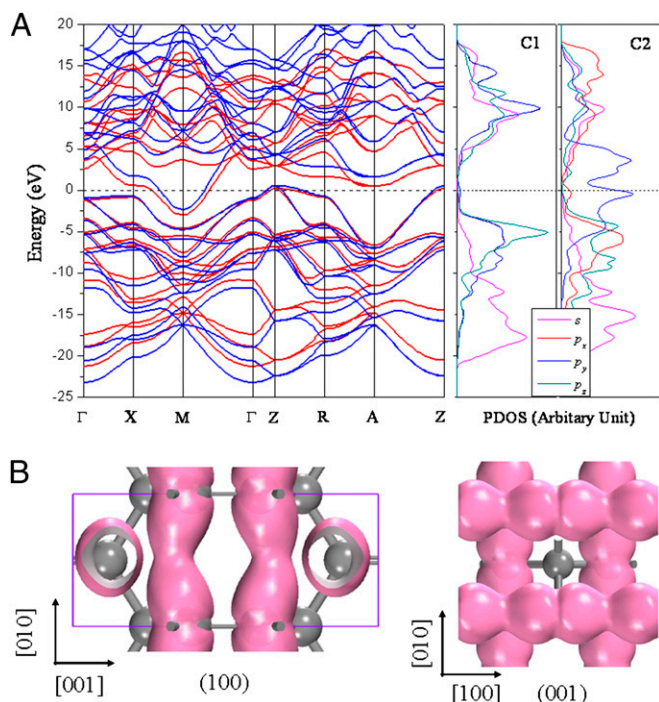 A
C1
C2
Energy (eV)
20
15
10
5
0
-5
-10
-15
-20
-25
Γ X M Γ Z R A Z
s
px
py
pz
PDOS (Arbitary Unit)
B
[010]
[001]
(100)
[010]
[100]
(001)